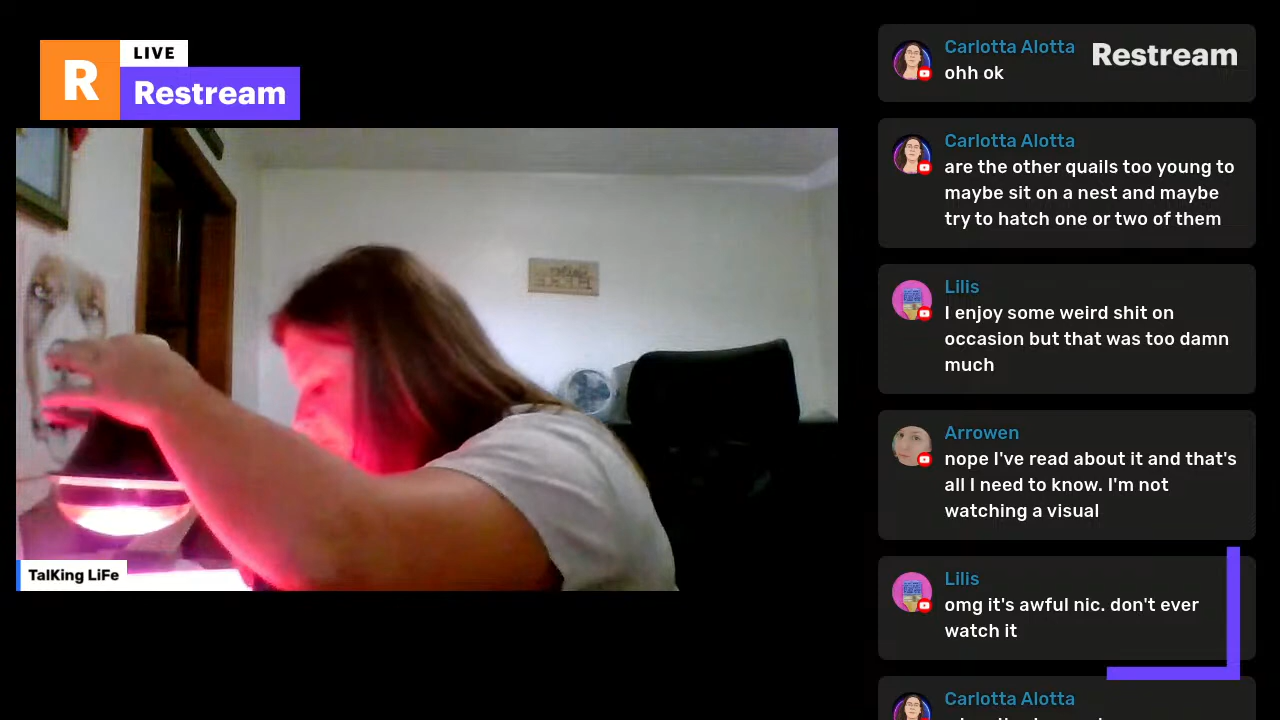 R
LIVE
Restream
TalKing LiFe
Restream
Carlotta Alotta
ohh ok
Carlotta Alotta
are the other quails too young to
maybe sit on a nest and maybe
try to hatch one or two of them
Lilis
I enjoy some weird shit on
occasion but that was too damn
much
Arrowen
nope I've read about it and that's
all I need to know. I'm not
watching a visual
Lilis
omg it's awful nic. don't ever
watch it
Carlotta Alotta